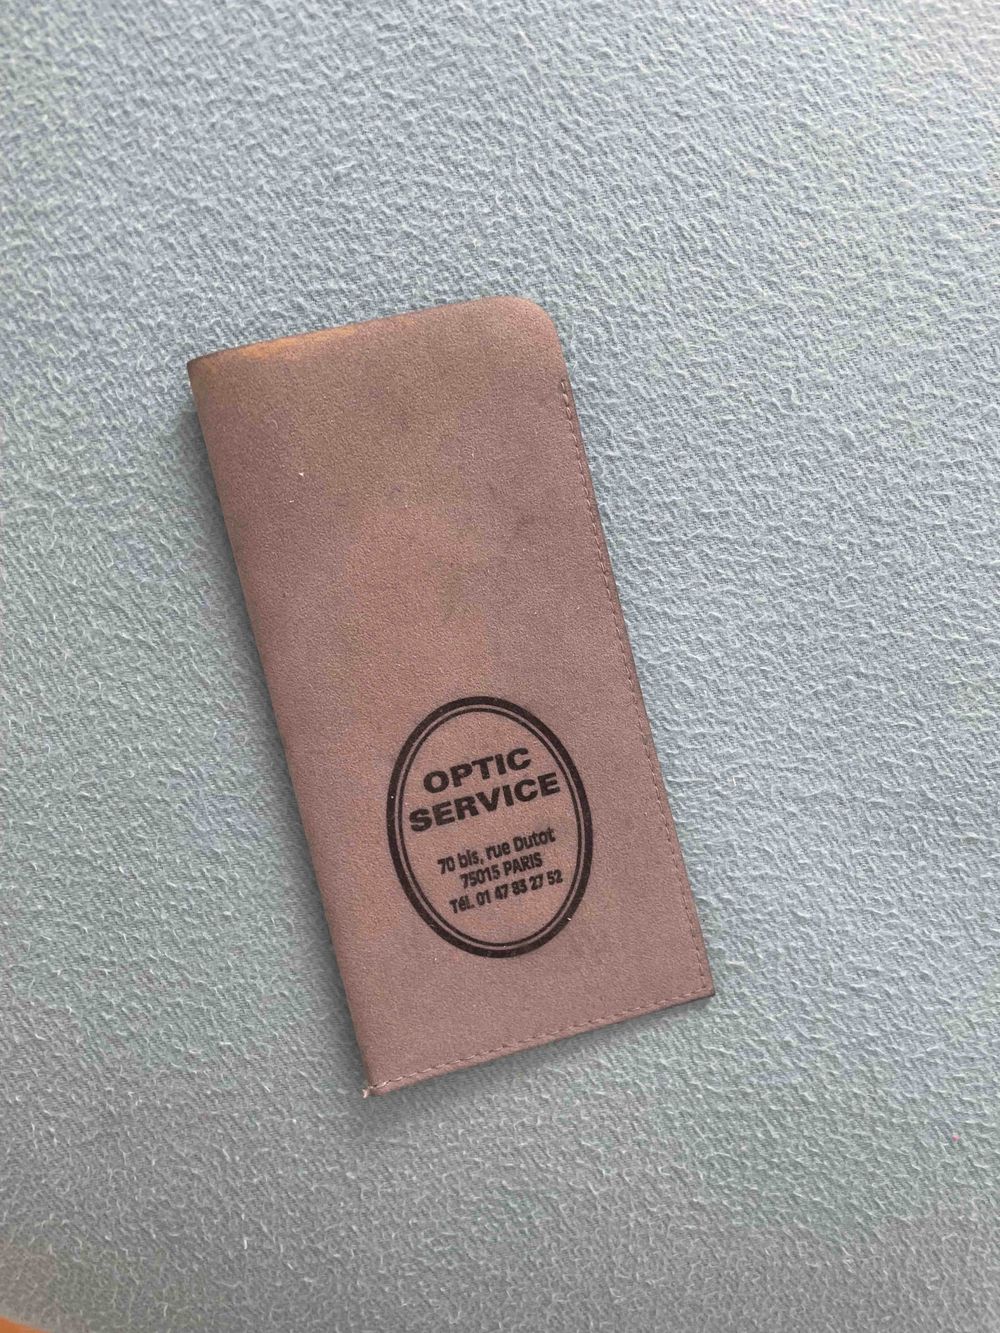 OPTIC
SERVICE
70 bis, rue Dutot
75015 PARIS
Tél. 01 47 83 27 52